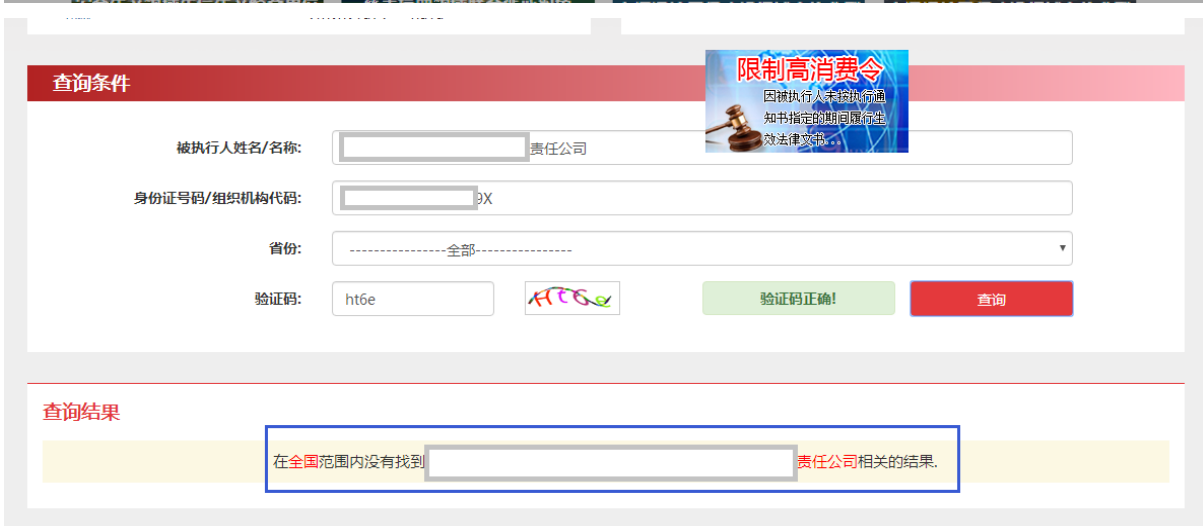 查询条件
限制高消费令
因被执行人未按执行通
知书指定的期间履行生
效法律文书...
被执行人姓名/名称:
责任公司
身份证号码/组织机构代码:
9X
省份:
----------------全部----------------
验证码:
ht6e
HT6e
验证码正确!
查询
查询结果
在全国范围内没有找到
责任公司相关的结果.